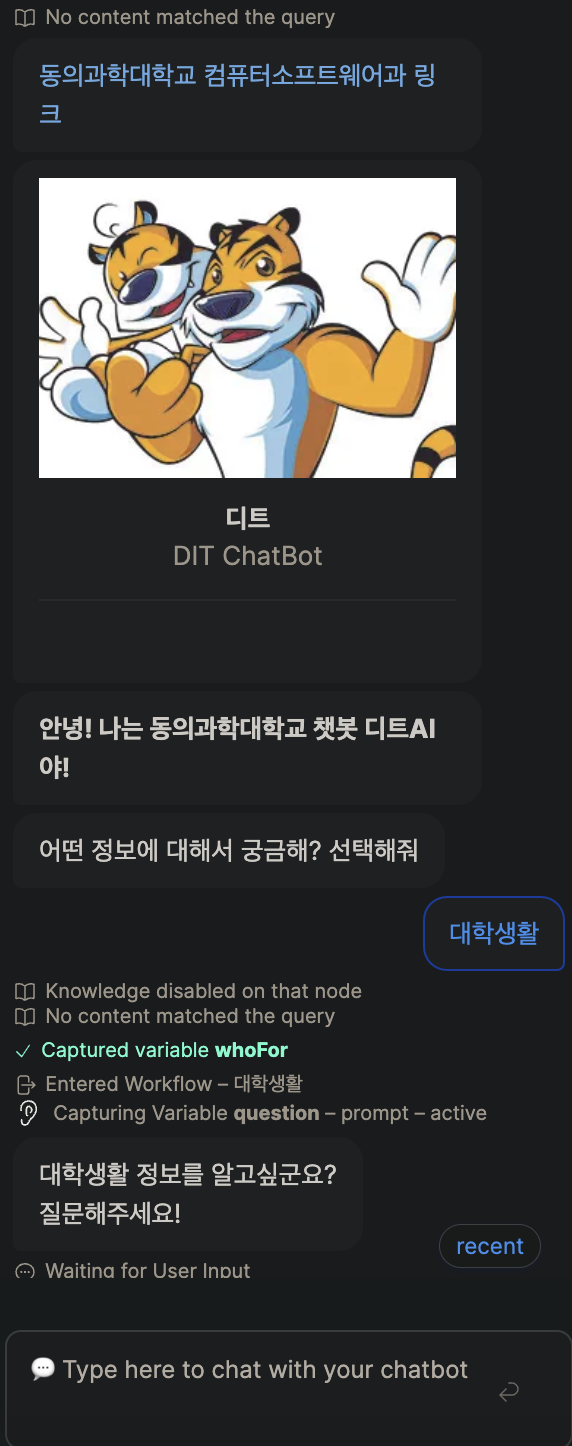 No content matched the query
동의과학대학교 컴퓨터소프트웨어과 링
크
디트
DIT ChatBot
안녕! 나는 동의과학대학교 챗봇 디트AI
야!
어떤 정보에 대해서 궁금해? 선택해줘
대학생활
Knowledge disabled on that node
No content matched the query
Captured variable whoFor
Entered Workflow – 대학생활
Capturing Variable question – prompt – active
대학생활 정보를 알고싶군요?
질문해주세요!
recent
Waiting for User Input
Type here to chat with your chatbot